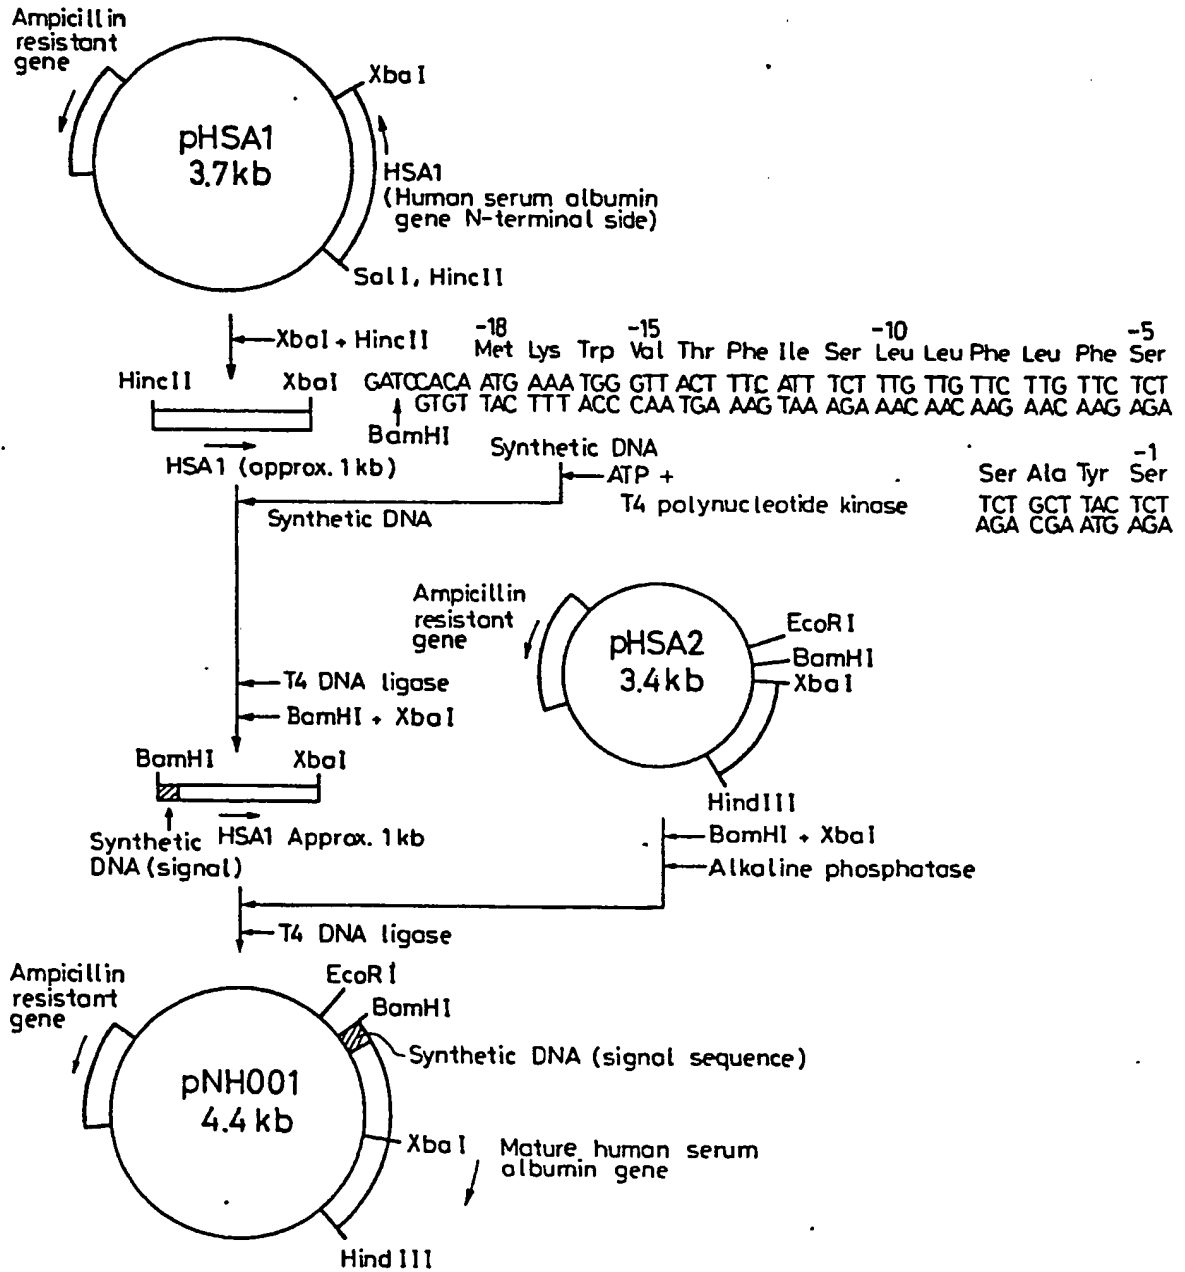 Ampicillin
resistant
gene
XbaI
pHSA1
3.7kb
HSA1
(Human serum albumin
gene N-terminal side)
SalI, HincII
XbaI + HincII
-18 -15 -10 -5
Met Lys Trp Val Thr Phe Ile Ser Leu Leu Phe Leu Phe Ser
HincII XbaI
GATCCACA ATG AAA TGG GTT ACT TTC ATT TCT TTG TTG TTC TTG TTC TCT
GTGT TAC TTT ACC CAA TGA AAG TAA AGA AAC AAC AAG AAC AAG AGA
BamHI
HSA1 (approx. 1kb)
Synthetic DNA
ATP +
T4 polynucleotide kinase
Synthetic DNA
-1
Ser Ala Tyr Ser
TCT GCT TAC TCT
AGA CGA ATG AGA
Ampicillin
resistant
gene
pHSA2
3.4kb
EcoRI
BamHI
XbaI
HindIII
T4 DNA ligase
BamHI + XbaI
BamHI XbaI
Synthetic
DNA (signal)
HSA1 Approx. 1kb
BamHI + XbaI
Alkaline phosphatase
T4 DNA ligase
Ampicillin
resistant
gene
EcoRI
BamHI
Synthetic DNA (signal sequence)
pNH001
4.4 kb
XbaI
Mature human serum
albumin gene
Hind III